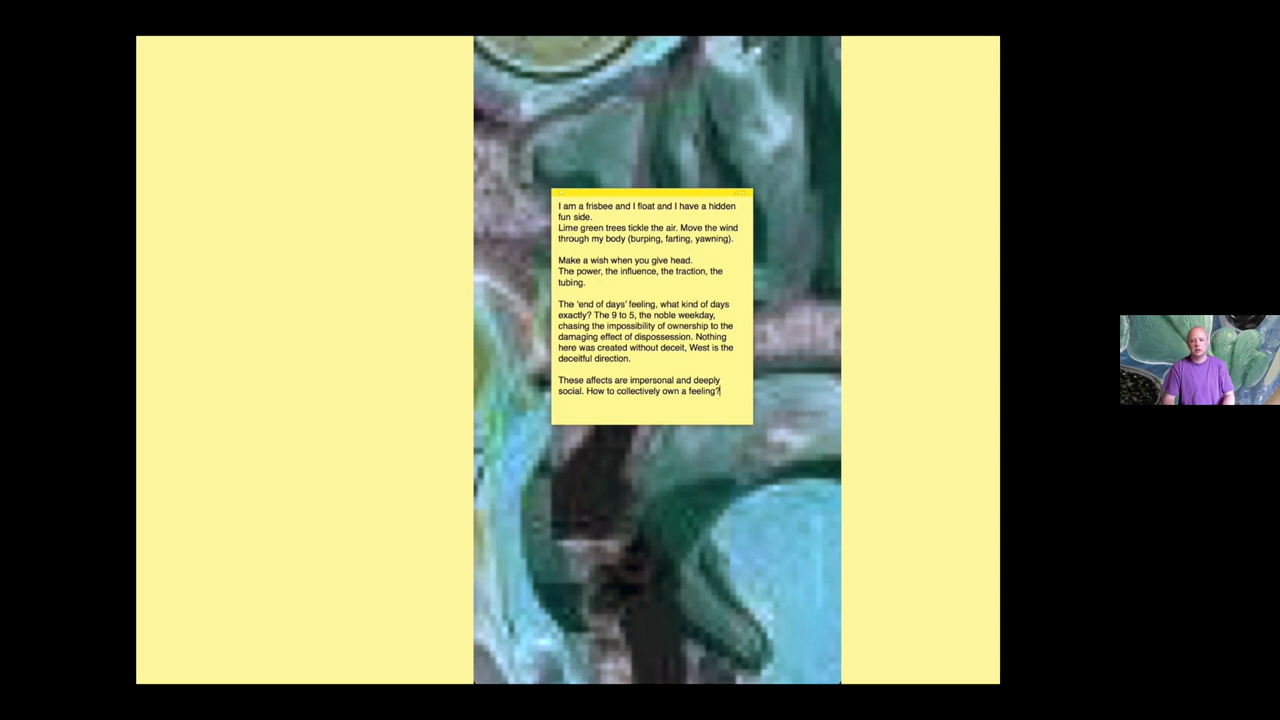 I am a frisbee and I float and I have a hidden
fun side.
Lime green trees tickle the air. Move the wind
through my body (burping, farting, yawning).
Make a wish when you give head.
The power, the influence, the traction, the
tubing.
The ‘end of days’ feeling, what kind of days
exactly? The 9 to 5, the noble weekday,
chasing the impossibility of ownership to the
damaging effect of dispossession. Nothing
here was created without deceit, West is the
deceitful direction.
These affects are impersonal and deeply
social. How to collectively own a feeling?